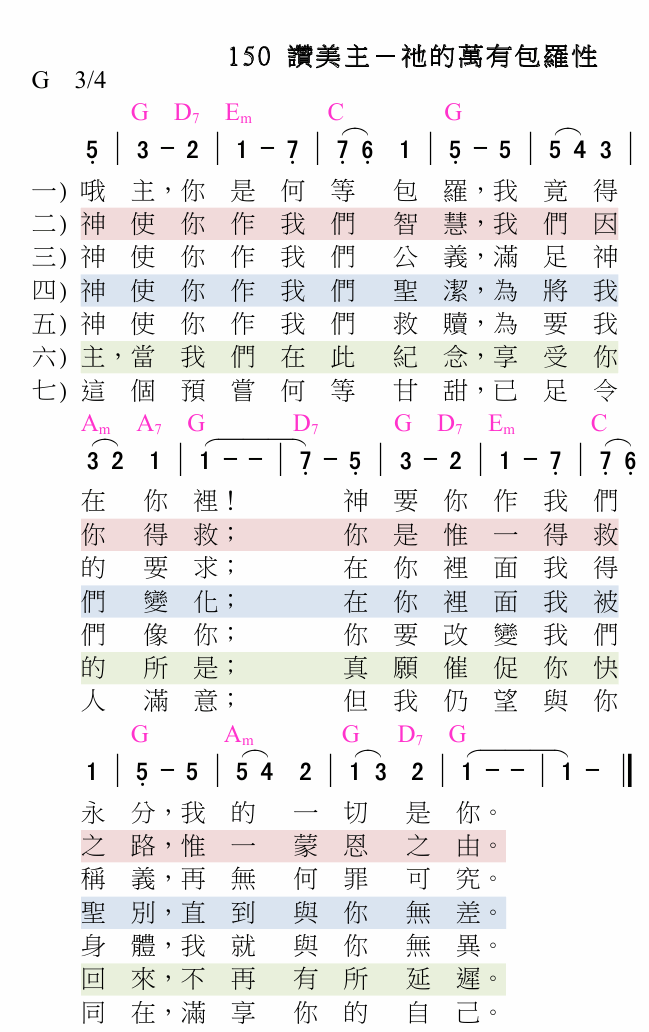 150 讚美主－祂的萬有包羅性
G 3/4
G D7 Em C G
5 | 3 - 2 | 1 - 7 | 7 6 1 | 5 - 5 | 5 4 3 |
一) 哦主，你是何等包羅，我竟得
二) 神使你作我們智慧，我們因
三) 神使你作我們公義，滿足神
四) 神使你作我們聖潔，為將我
五) 神使你作我們救贖，為要我
六) 主，當我們在此紀念，享受你
七) 這個預嘗何等甘甜，已足令
Am A7 G D7 G D7 Em C
3 2 1 | 1 - - | 7 - 5 | 3 - 2 | 1 - 7 | 7 6
在你裡！ 神要你作我們
你得救； 你是惟一得救
的要求； 在你裡面我得
們變化； 在你裡面我被
們像你； 你要改變我們
的所是； 真願催促你快
人滿意； 但我仍望與你
G Am G D7 G
1 | 5 - 5 | 5 4 2 | 1 3 2 | 1 - - | 1 - ||
永分，我的一切是你。
之路，惟一蒙恩之由。
稱義，再無何罪可究。
聖別，直到與你無差。
身體，我就與你無異。
回來，不再有所延遲。
同在，滿享你的自己。